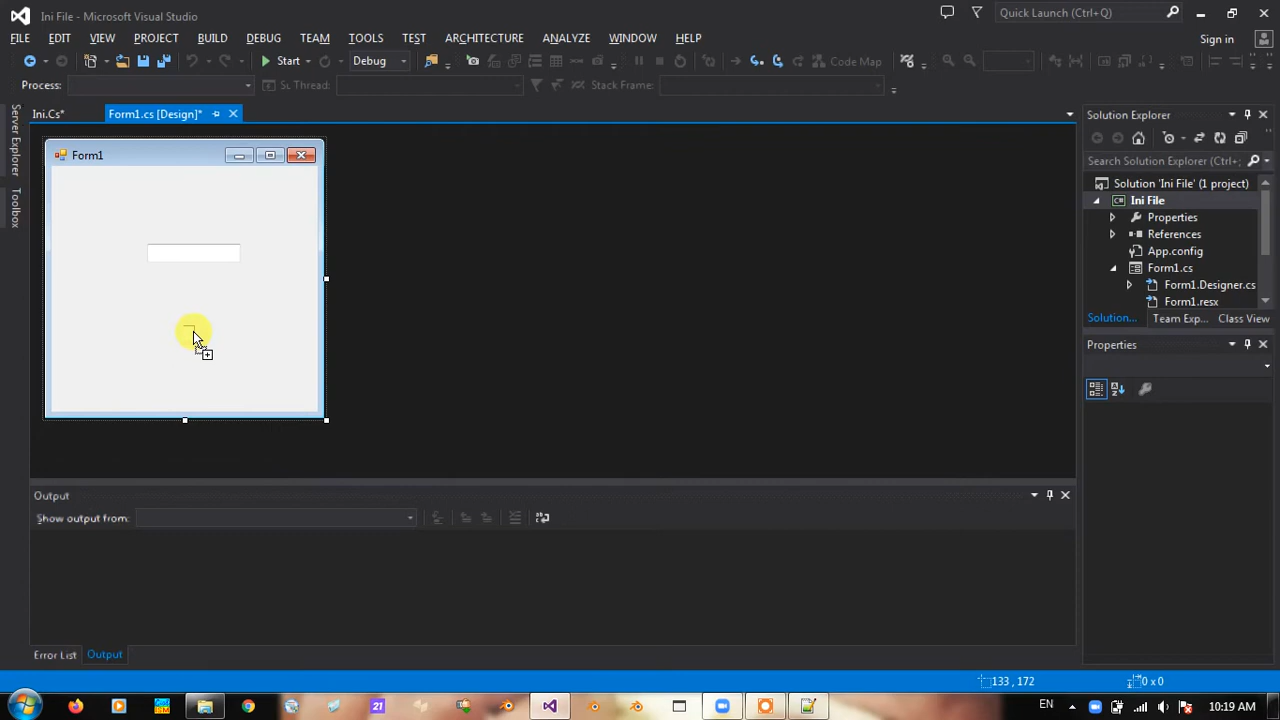 Ini File - Microsoft Visual Studio
Quick Launch (Ctrl+Q)
FILE EDIT VIEW PROJECT BUILD DEBUG TEAM TOOLS TEST ARCHITECTURE ANALYZE WINDOW HELP
Sign in
Start Debug Code Map
Process: Thread: Stack Frame:
Server Explorer
Toolbox
Ini.Cs* Form1.cs [Design]*
Form1
Solution Explorer
Search Solution Explorer (Ctrl+;
Solution 'Ini File' (1 project)
Ini File
Properties
References
App.config
Form1.cs
Form1.Designer.cs
Form1.resx
Solution... Team Exp... Class View
Properties
Output
Show output from:
Error List Output
133 , 172 0 x 0
21
EN 10:19 AM